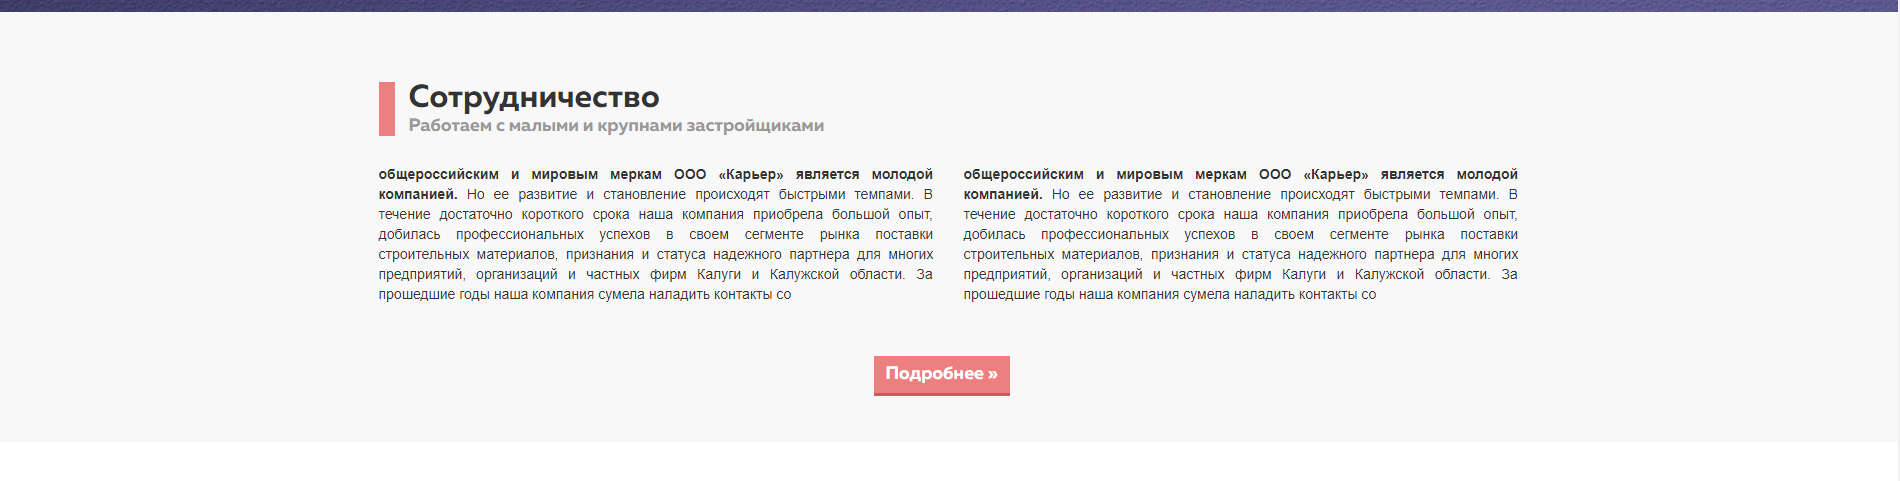 Сотрудничество
Работаем с малыми и крупнами застройщиками
общероссийским и мировым меркам ООО «Карьер» является молодой
компанией. Но ее развитие и становление происходят быстрыми темпами. В
течение достаточно короткого срока наша компания приобрела большой опыт,
добилась профессиональных успехов в своем сегменте рынка поставки
строительных материалов, признания и статуса надежного партнера для многих
предприятий, организаций и частных фирм Калуги и Калужской области. За
прошедшие годы наша компания сумела наладить контакты со
общероссийским и мировым меркам ООО «Карьер» является молодой
компанией. Но ее развитие и становление происходят быстрыми темпами. В
течение достаточно короткого срока наша компания приобрела большой опыт,
добилась профессиональных успехов в своем сегменте рынка поставки
строительных материалов, признания и статуса надежного партнера для многих
предприятий, организаций и частных фирм Калуги и Калужской области. За
прошедшие годы наша компания сумела наладить контакты со
Подробнее »